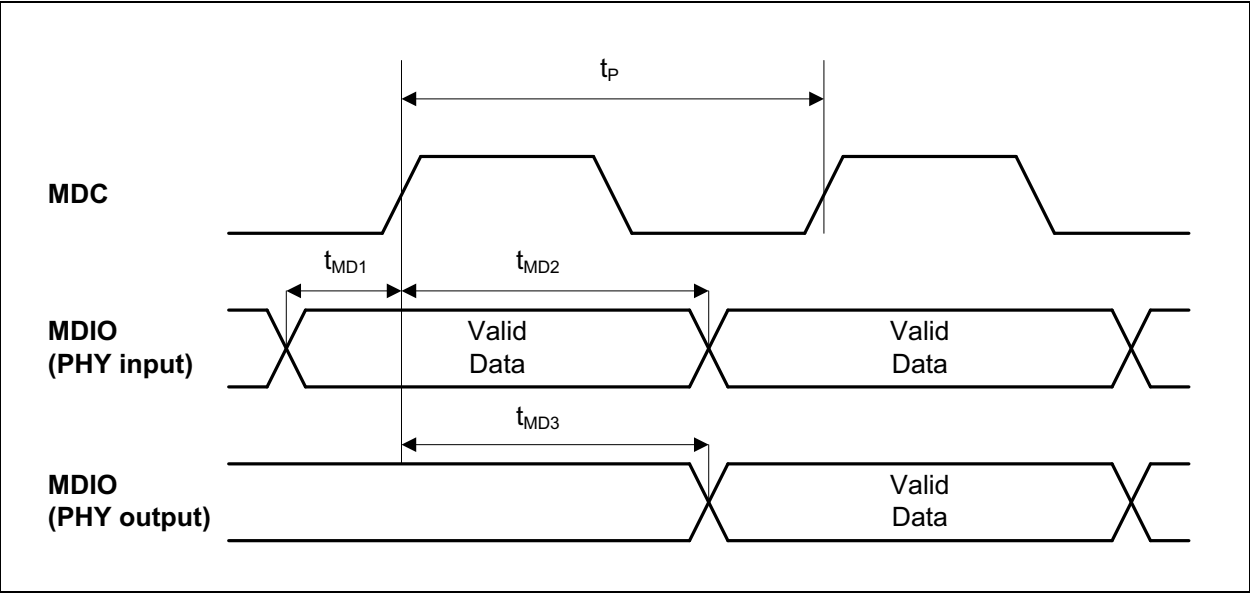 tP
MDC
tMD1
tMD2
MDIO
(PHY input)
Valid
Data
Valid
Data
tMD3
MDIO
(PHY output)
Valid
Data